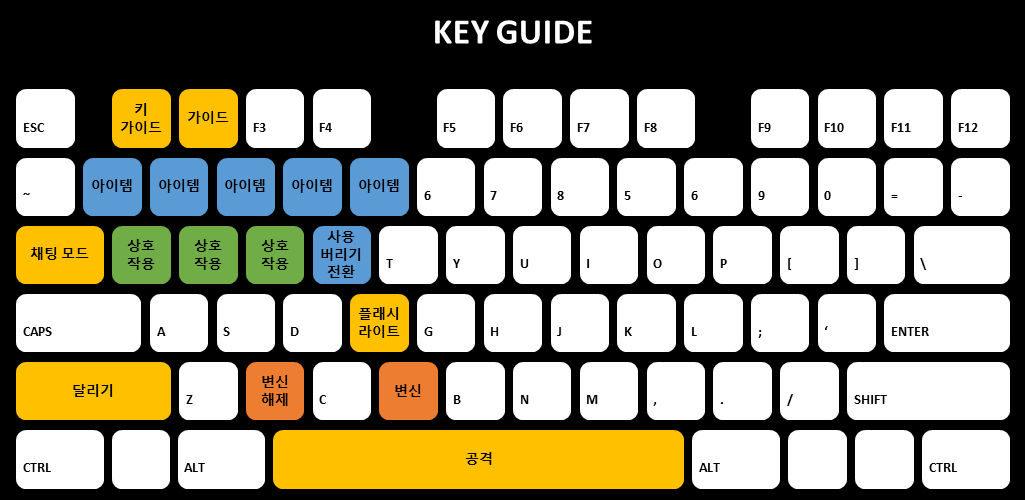 KEY GUIDE
ESC
키
가이드
가이드
F3
F4
F5
F6
F7
F8
F9
F10
F11
F12
~
아이템
아이템
아이템
아이템
아이템
6
7
8
5
6
9
0
=
-
채팅 모드
상호
작용
상호
작용
상호
작용
사용
버리기
전환
T
Y
U
I
O
P
[
]
\
CAPS
A
S
D
플래시
라이트
G
H
J
K
L
;
‘
ENTER
달리기
Z
변신
해제
C
변신
B
N
M
,
.
/
SHIFT
CTRL
ALT
공격
ALT
CTRL